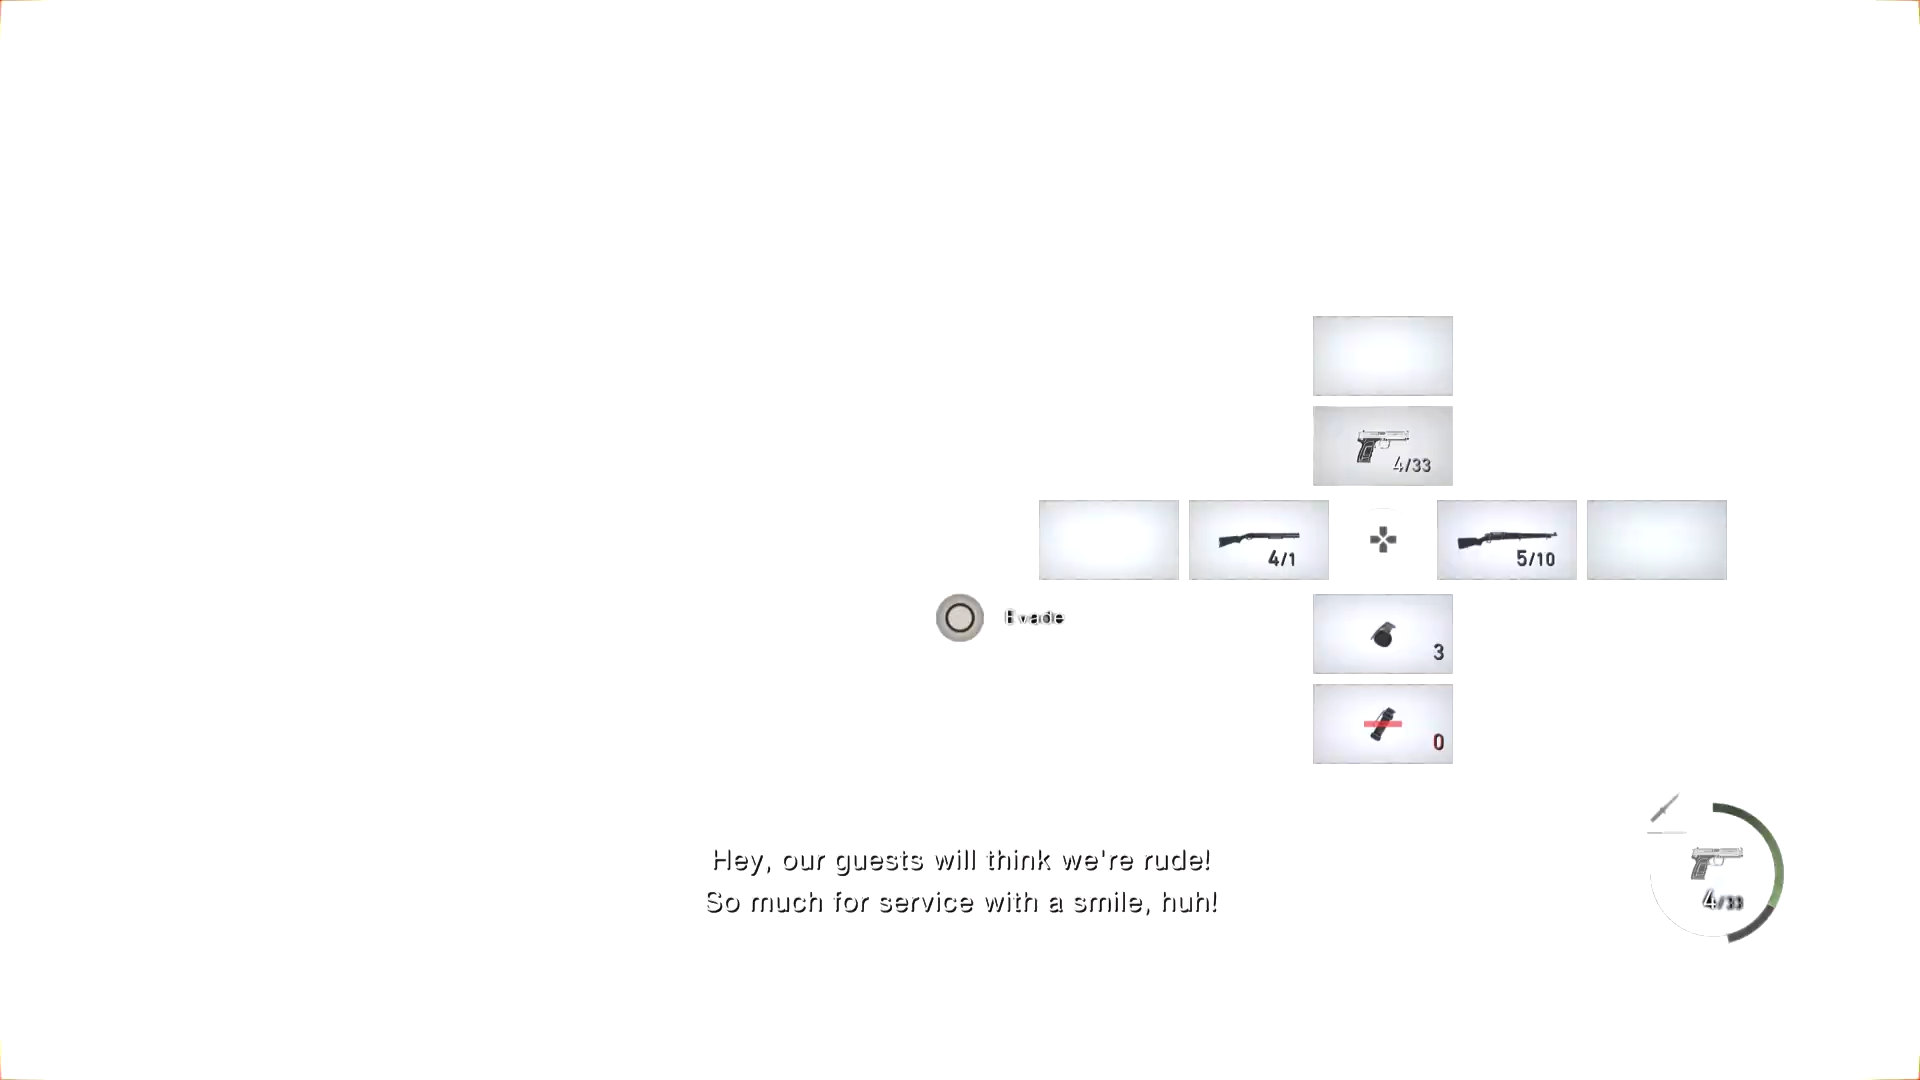 4/33
4/1
5/10
Evade
3
0
Hey, our guests will think we're rude!
So much for service with a smile, huh!
4/33